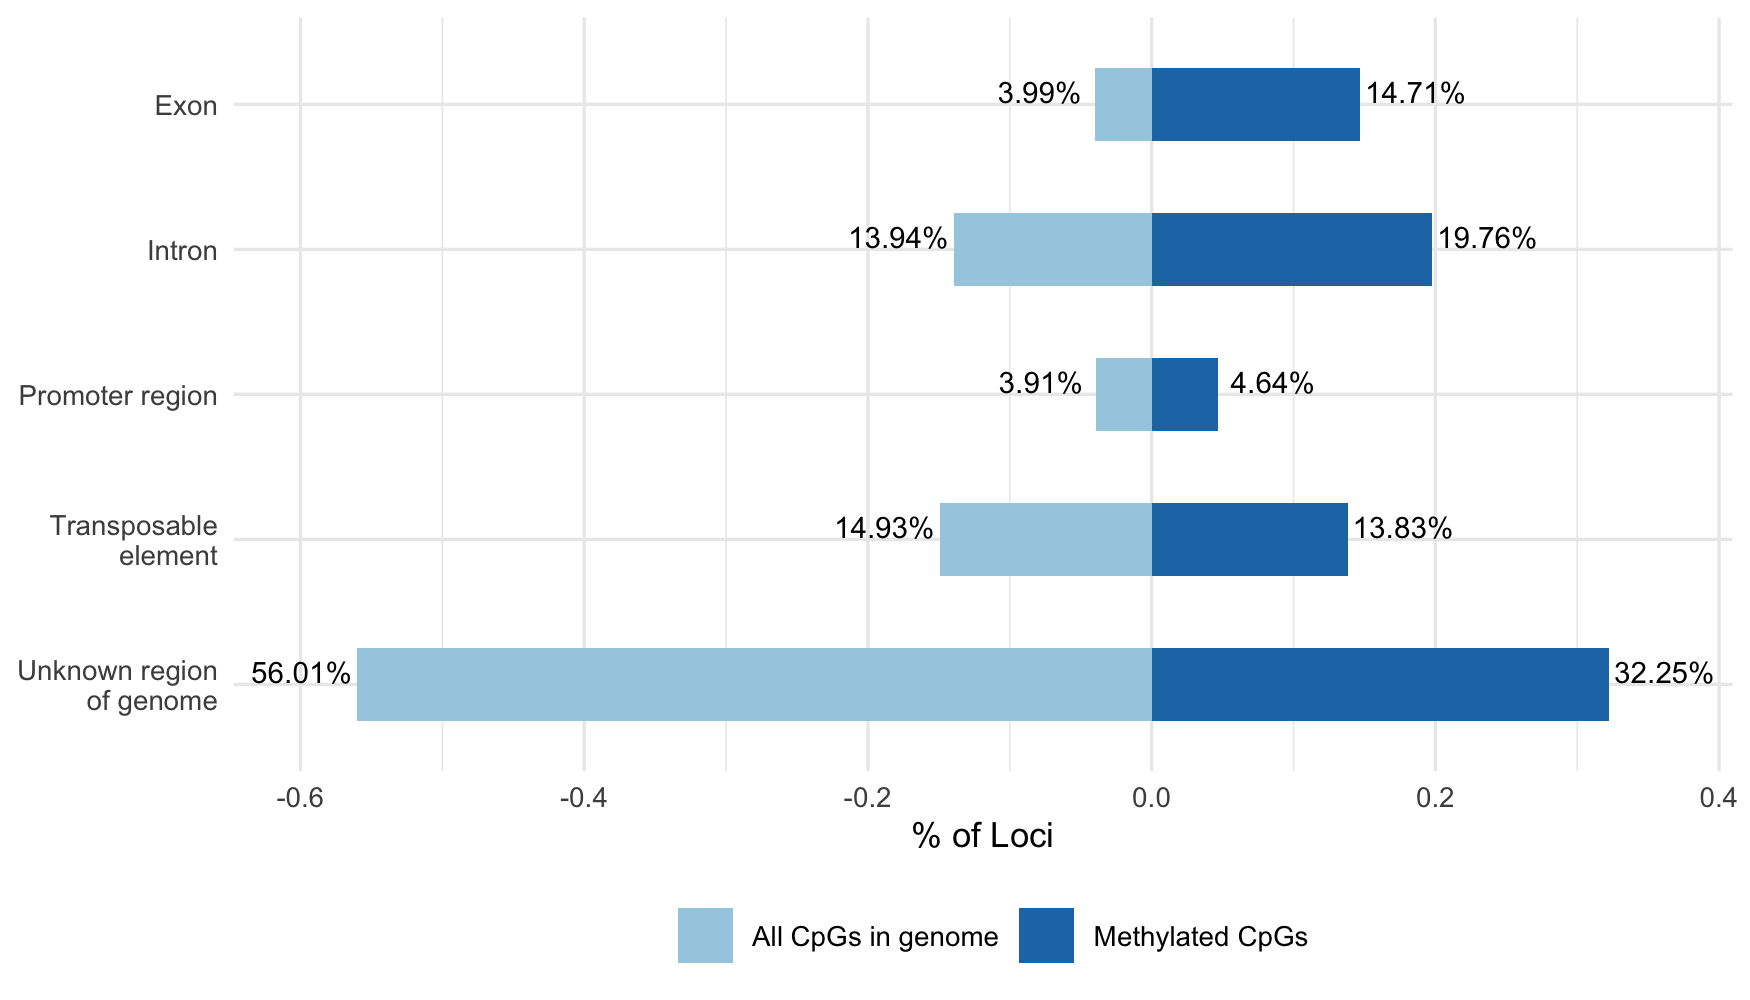 Exon
3.99%
14.71%
Intron
13.94%
19.76%
Promoter region
3.91%
4.64%
Transposable
element
14.93%
13.83%
Unknown region
of genome
56.01%
32.25%
-0.6
-0.4
-0.2
0.0
0.2
0.4
% of Loci
All CpGs in genome
Methylated CpGs